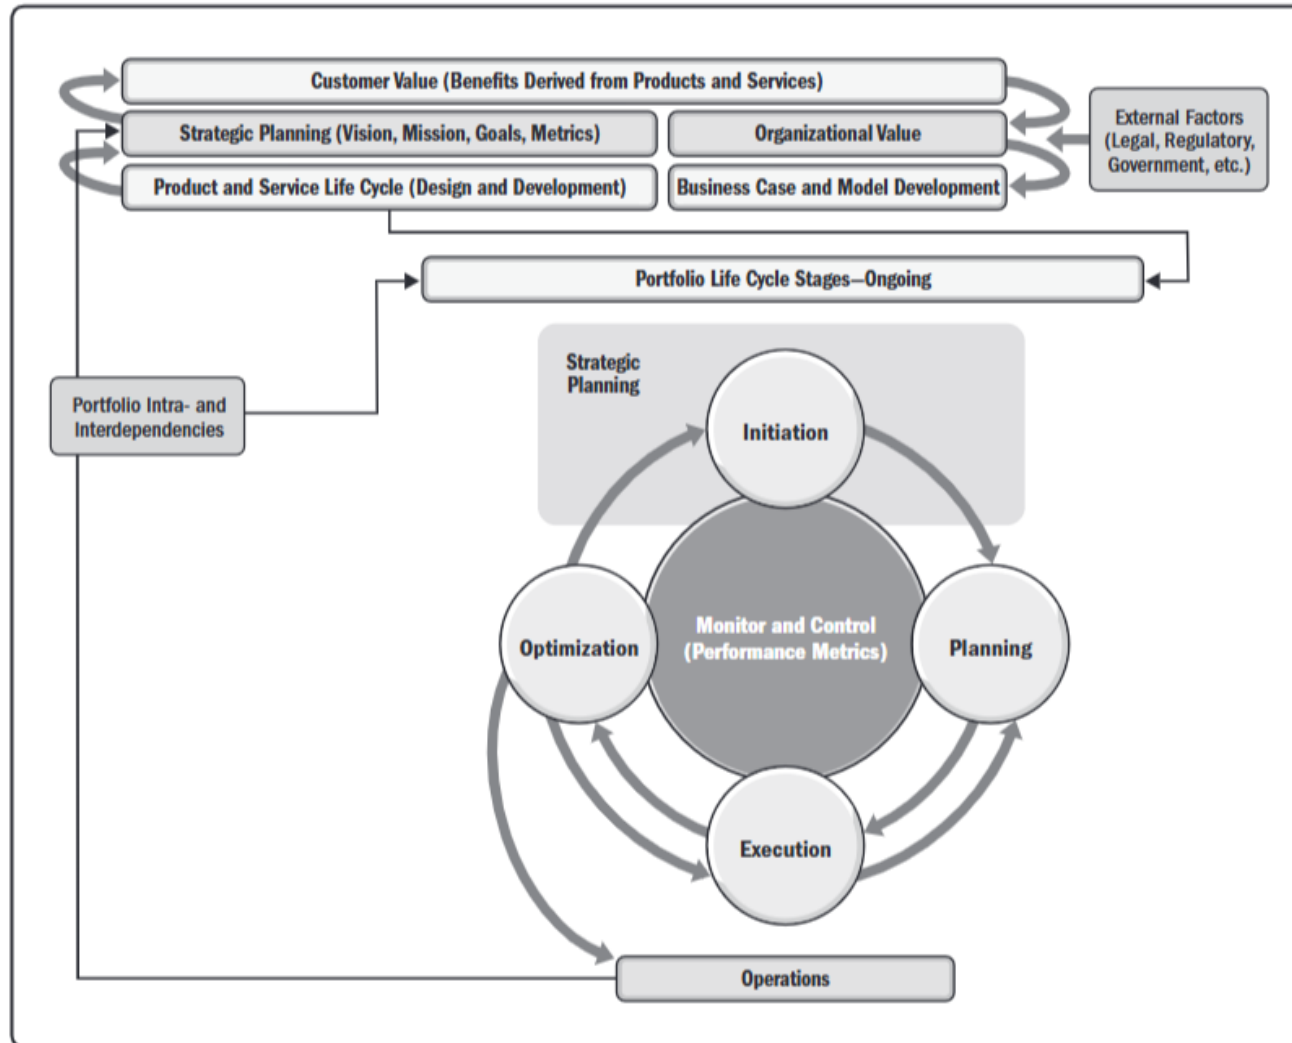 Customer Value (Benefits Derived from Products and Services)
Strategic Planning (Vision, Mission, Goals, Metrics)
Organizational Value
External Factors
(Legal, Regulatory,
Government, etc.)
Product and Service Life Cycle (Design and Development)
Business Case and Model Development
Portfolio Life Cycle Stages—Ongoing
Strategic
Planning
Portfolio Intra- and
Interdependencies
Initiation
Optimization
Monitor and Control
(Performance Metrics)
Planning
Execution
Operations